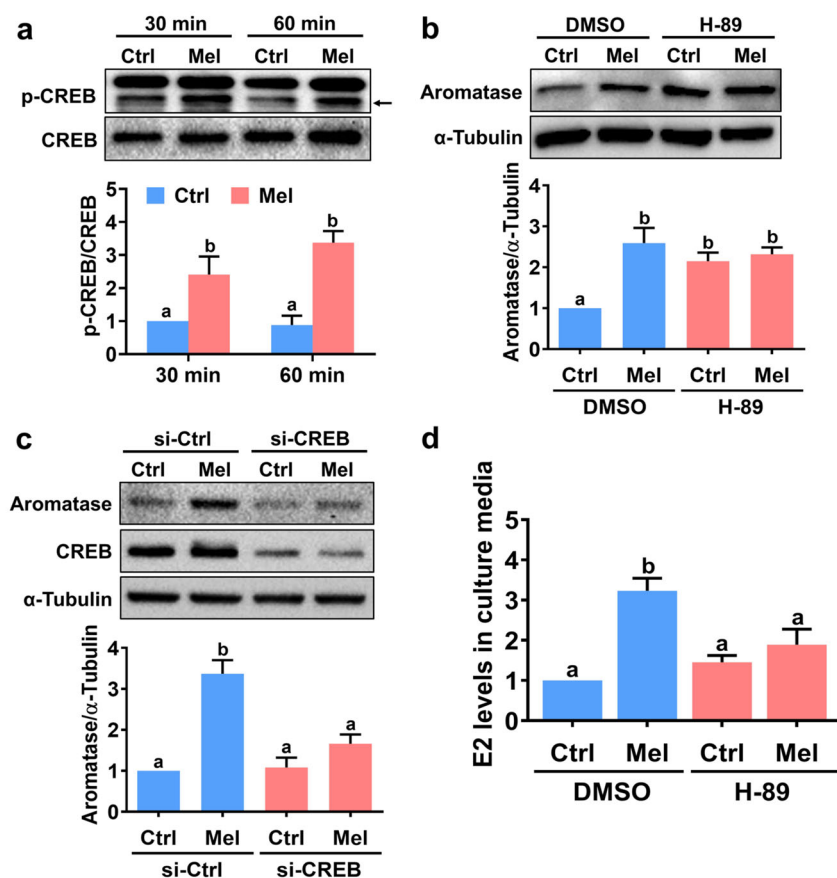 a
30 min 60 min
Ctrl Mel Ctrl Mel
p-CREB
CREB
Ctrl Mel
p-CREB/CREB
5
4
3
2
1
0
a b a b
30 min 60 min
b
DMSO H-89
Ctrl Mel Ctrl Mel
Aromatase
α-Tubulin
Aromatase/α-Tubulin
4
3
2
1
0
a b b b
Ctrl Mel Ctrl Mel
DMSO H-89
c
si-Ctrl si-CREB
Ctrl Mel Ctrl Mel
Aromatase
CREB
α-Tubulin
Aromatase/α-Tubulin
4
3
2
1
0
a b a a
Ctrl Mel Ctrl Mel
si-Ctrl si-CREB
d
E2 levels in culture media
5
4
3
2
1
0
a b a a
Ctrl Mel Ctrl Mel
DMSO H-89